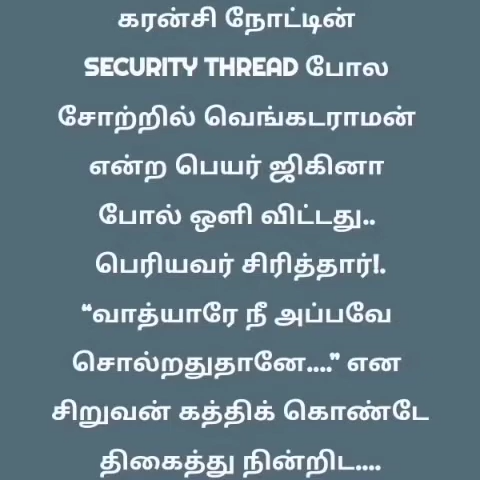 கரன்சி நோட்டின்
SECURITY THREAD போல
சோற்றில் வெங்கடராமன்
என்ற பெயர் ஜிகினா
போல் ஒளி விட்டது..
பெரியவர் சிரித்தார்!.
“வாத்யாரே நீ அப்பவே
சொல்றதுதானே....” என
சிறுவன் கத்திக் கொண்டே
திகைத்து நின்றிட....